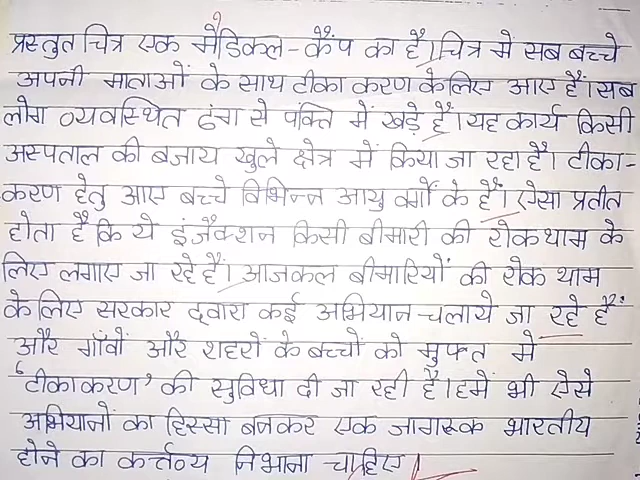 प्रस्तुत चित्र एक मैडिकल-कैंप का है। चित्र मे सब बच्चे
अपनी माताओं के साथ टीका करण के लिए आए हैं। सब
लोग व्यवस्थित ढंग से पंक्ति में खड़े हैं। यह कार्य किसी
अस्पताल की बजाय खुले क्षेत्र में किया जा रहा है। टीका-
करण हेतु आए बच्चे विभिन्न आयु वर्गों के हैं। ऐसा प्रतीत
होता है कि ये इंजैक्शन किसी बीमारी की रोक थाम के
लिए लगाए जा रहे हैं। आजकल बीमारियों की रोक थाम
के लिए सरकार द्वारा कई अभियान चलाये जा रहे हैं
और गाँवों और शहरों के बच्चों को मुफ्त मे
'टीकाकरण' की सुविधा दी जा रही है। हमें भी ऐसे
अभियानों का हिस्सा बनकर एक जागरूक भारतीय
होने का कर्त्तव्य निभाना चाहिए।